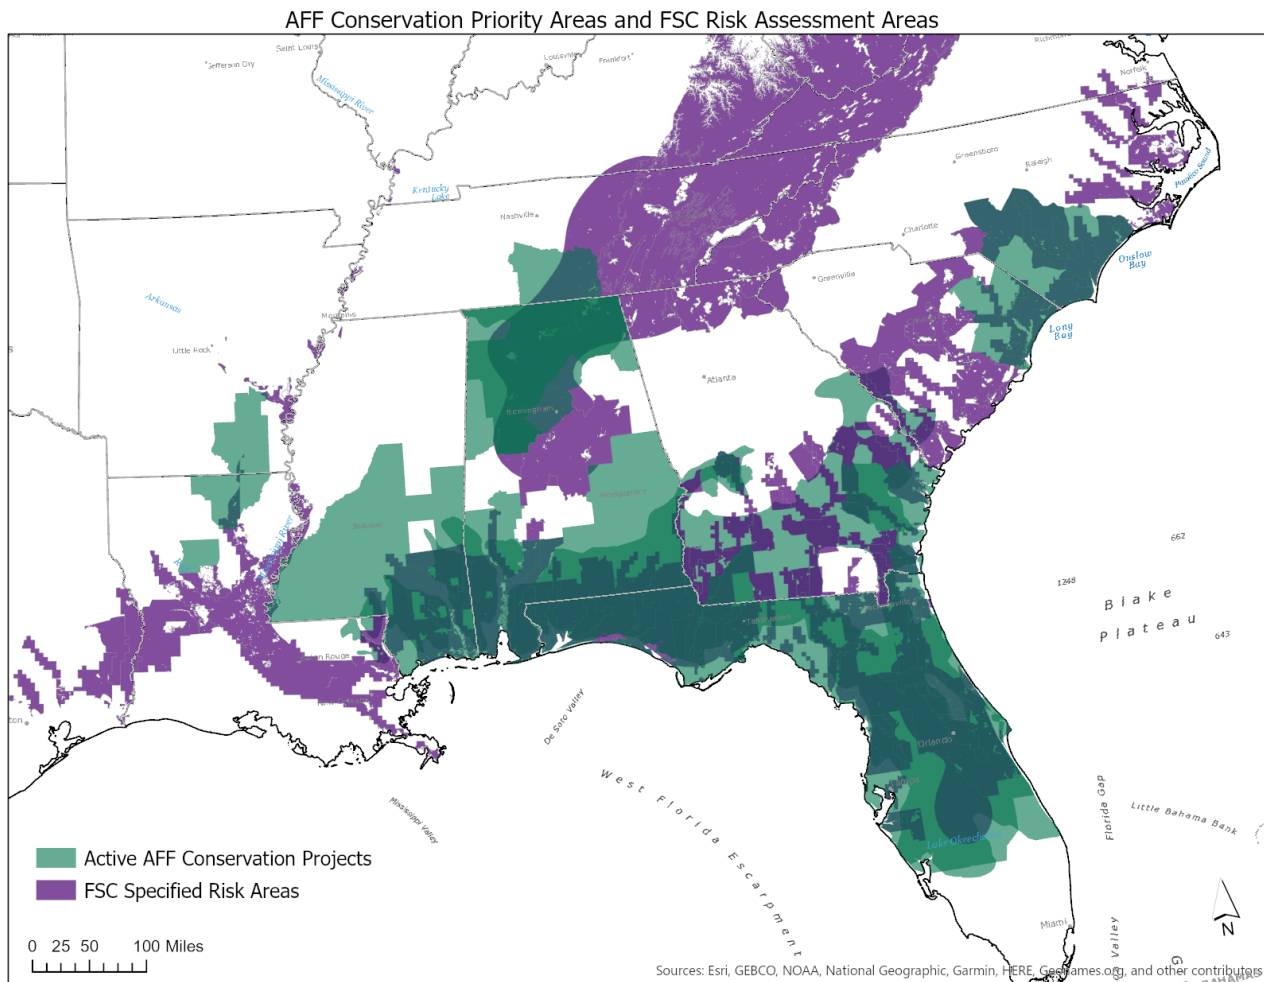 AFF Conservation Priority Areas and FSC Risk Assessment Areas
Saint Louis
Jefferson City
Louisville
Frankfort
Norfolk
Mississippi River
Greensboro
Raleigh
Pamlico Sound
Kentucky
Lake
Nashville
Charlotte
Onslow
Bay
Greenville
Arkansas
Memphis
Long
Bay
Little Rock
Atlanta
Birmingham
Montgomery
Jackson
662
1248
Blake
Plateau
643
Tallahassee
Baton Rouge
De Soto Valley
Orlando
West Florida Escarpment
Mississippi Valley
Florida Gap
Little Bahama Bank
Lake Okeechobee
Active AFF Conservation Projects
FSC Specified Risk Areas
Miami
N
0 25 50 100 Miles
Valley
G
BAHAMAS
Sources: Esri, GEBCO, NOAA, National Geographic, Garmin, HERE, Geonames.org, and other contributors